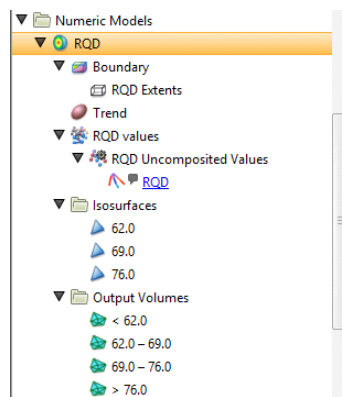 Numeric Models
RQD
Boundary
RQD Extents
Trend
RQD values
RQD Uncomposited Values
RQD
Isosurfaces
62.0
69.0
76.0
Output Volumes
< 62.0
62.0 – 69.0
69.0 – 76.0
> 76.0